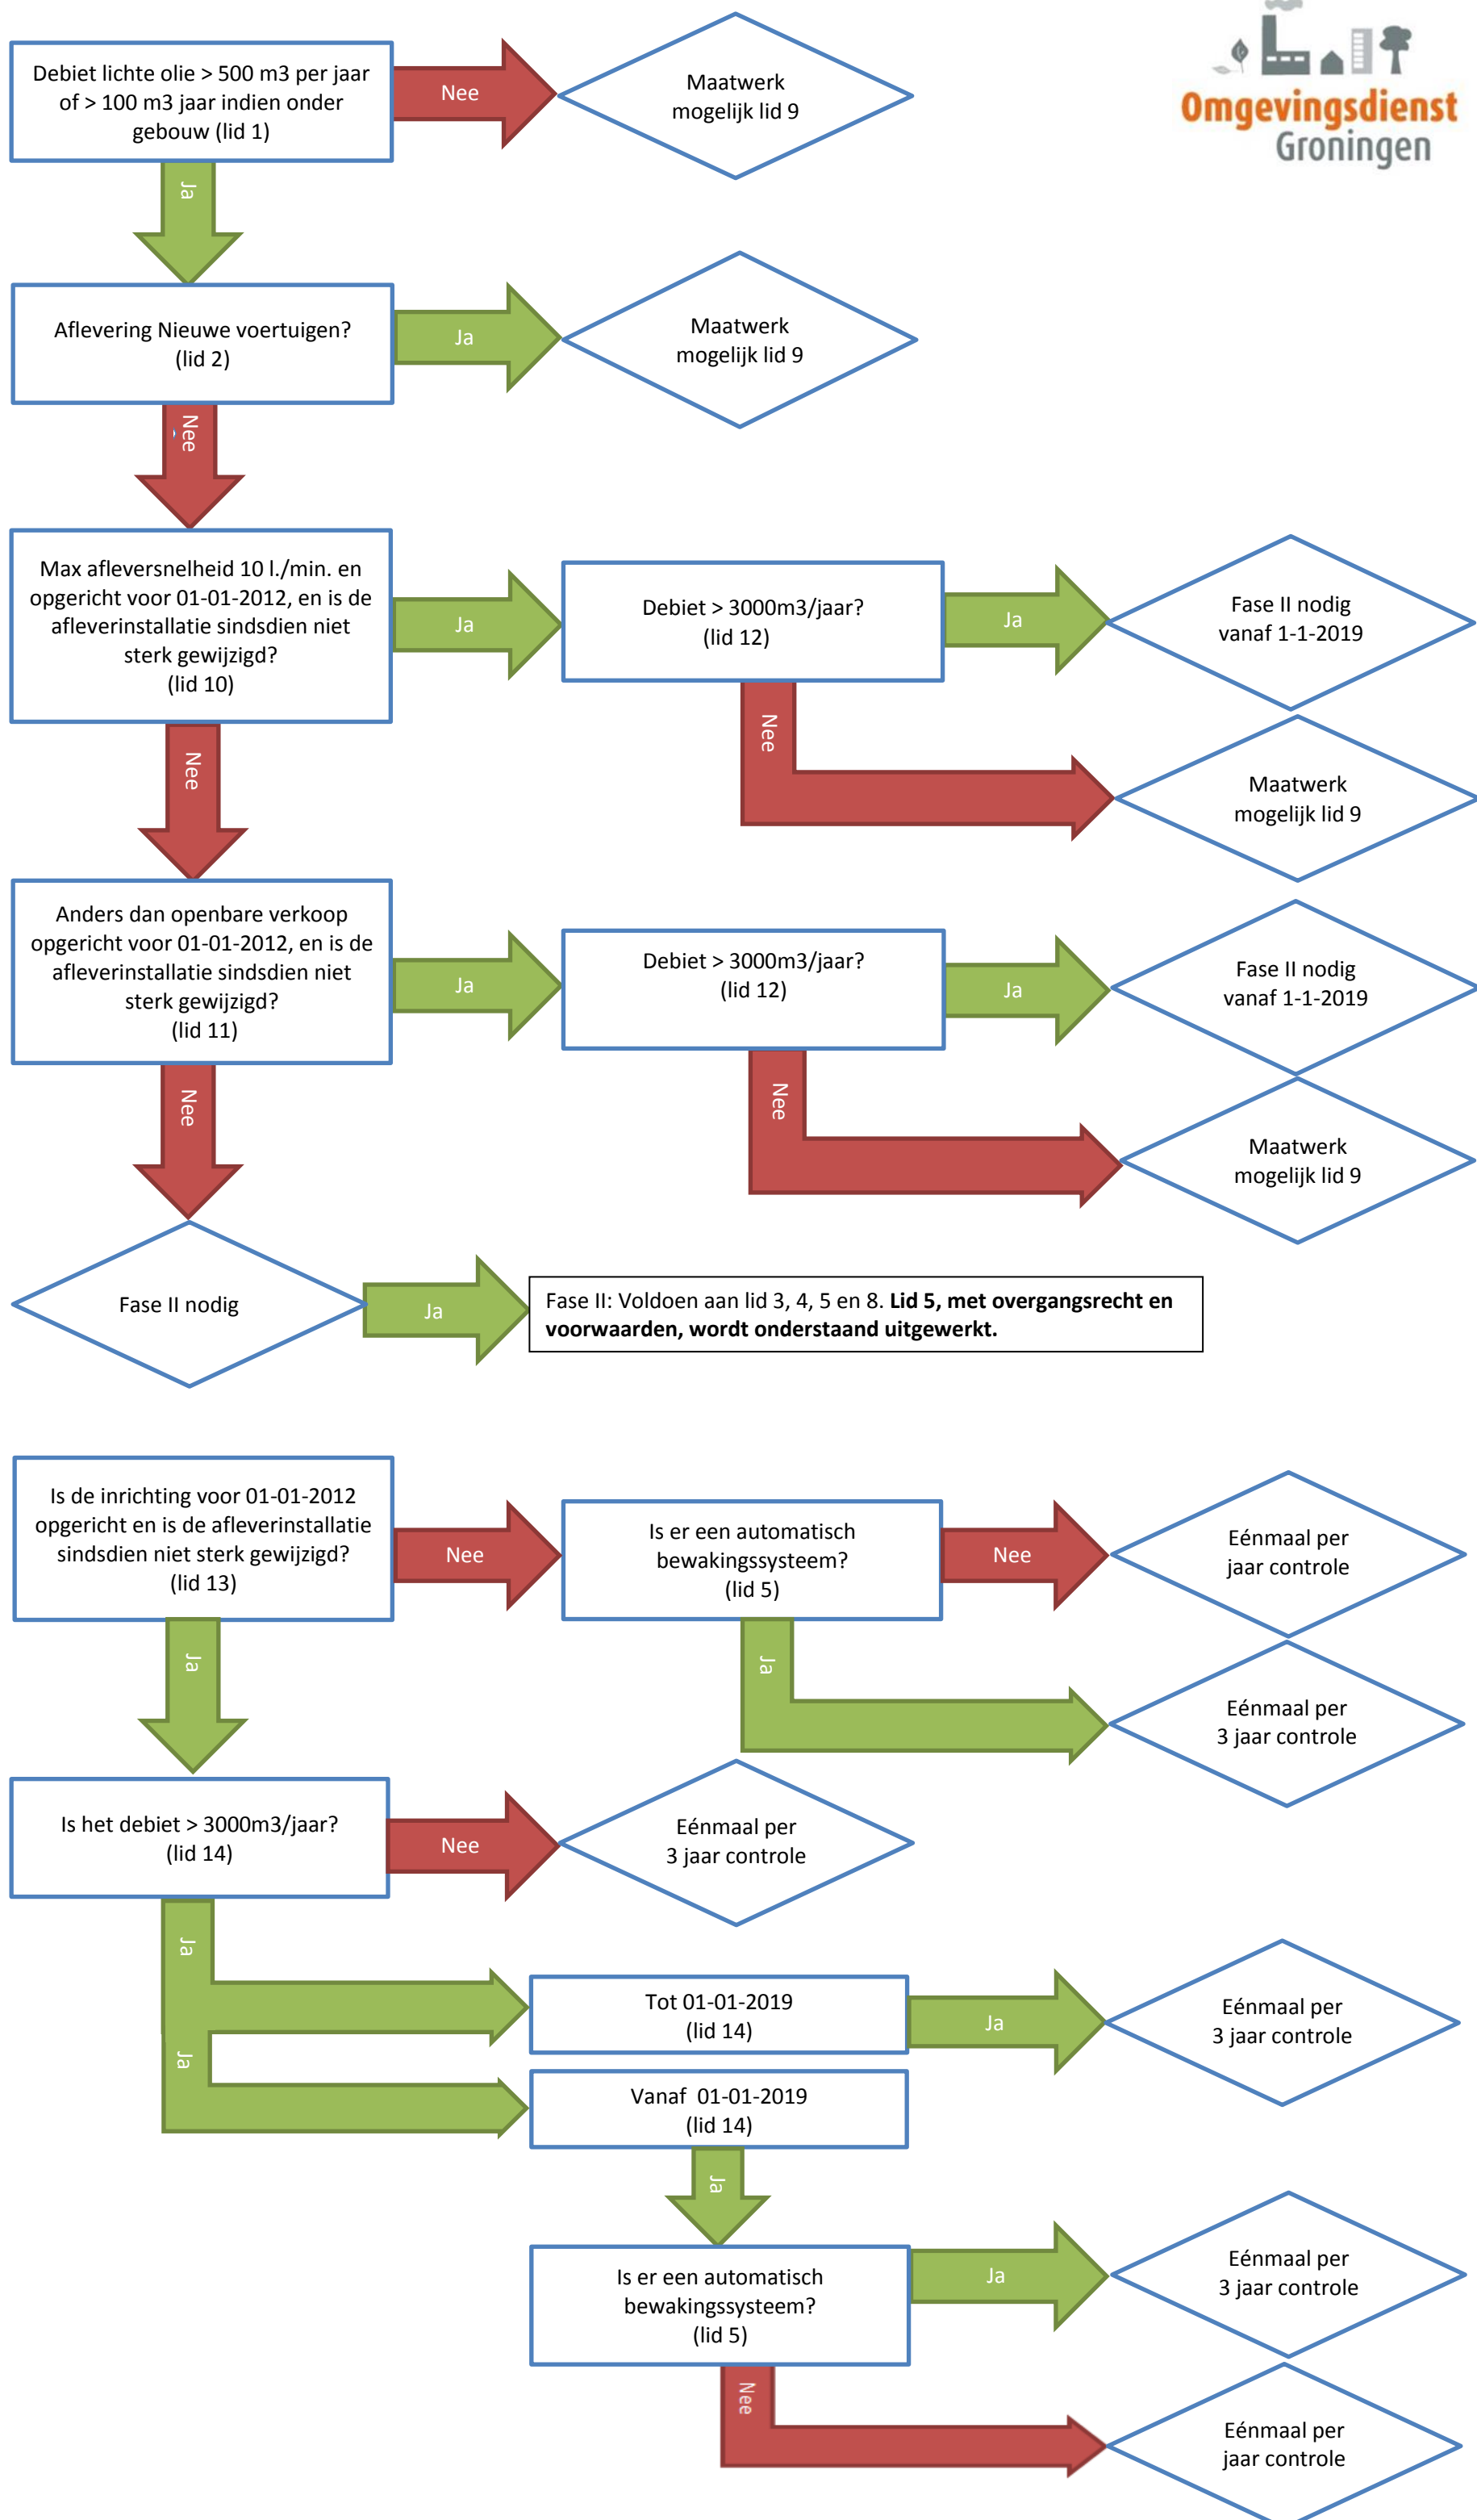 Omgevingsdienst
Groningen
Debiet lichte olie > 500 m3 per jaar
of > 100 m3 jaar indien onder
gebouw (lid 1)
Nee
Maatwerk
mogelijk lid 9
Ja
Aflevering Nieuwe voertuigen?
(lid 2)
Ja
Maatwerk
mogelijk lid 9
Nee
Max afleversnelheid 10 l./min. en
opgericht voor 01-01-2012, en is de
afleverinstallatie sindsdien niet
sterk gewijzigd?
(lid 10)
Ja
Debiet > 3000m3/jaar?
(lid 12)
Ja
Fase II nodig
vanaf 1-1-2019
Nee
Maatwerk
mogelijk lid 9
Nee
Anders dan openbare verkoop
opgericht voor 01-01-2012, en is de
afleverinstallatie sindsdien niet
sterk gewijzigd?
(lid 11)
Ja
Debiet > 3000m3/jaar?
(lid 12)
Ja
Fase II nodig
vanaf 1-1-2019
Nee
Maatwerk
mogelijk lid 9
Nee
Fase II nodig
Ja
Fase II: Voldoen aan lid 3, 4, 5 en 8. Lid 5, met overgangsrecht en
voorwaarden, wordt onderstaand uitgewerkt.
Is de inrichting voor 01-01-2012
opgericht en is de afleverinstallatie
sindsdien niet sterk gewijzigd?
(lid 13)
Nee
Is er een automatisch
bewakingssysteem?
(lid 5)
Nee
Eénmaal per
jaar controle
Ja
Eénmaal per
3 jaar controle
Ja
Is het debiet > 3000m3/jaar?
(lid 14)
Nee
Eénmaal per
3 jaar controle
Ja
Tot 01-01-2019
(lid 14)
Ja
Eénmaal per
3 jaar controle
Ja
Vanaf 01-01-2019
(lid 14)
Ja
Is er een automatisch
bewakingssysteem?
(lid 5)
Ja
Eénmaal per
3 jaar controle
Nee
Eénmaal per
jaar controle